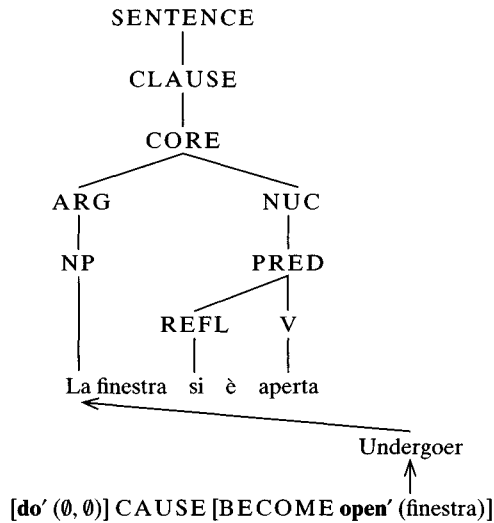 SENTENCE
CLAUSE
CORE
ARG NUC
NP PRED
REFL V
La finestra si è aperta
Undergoer
[do′ (∅, ∅)] CAUSE [BECOME open′ (finestra)]